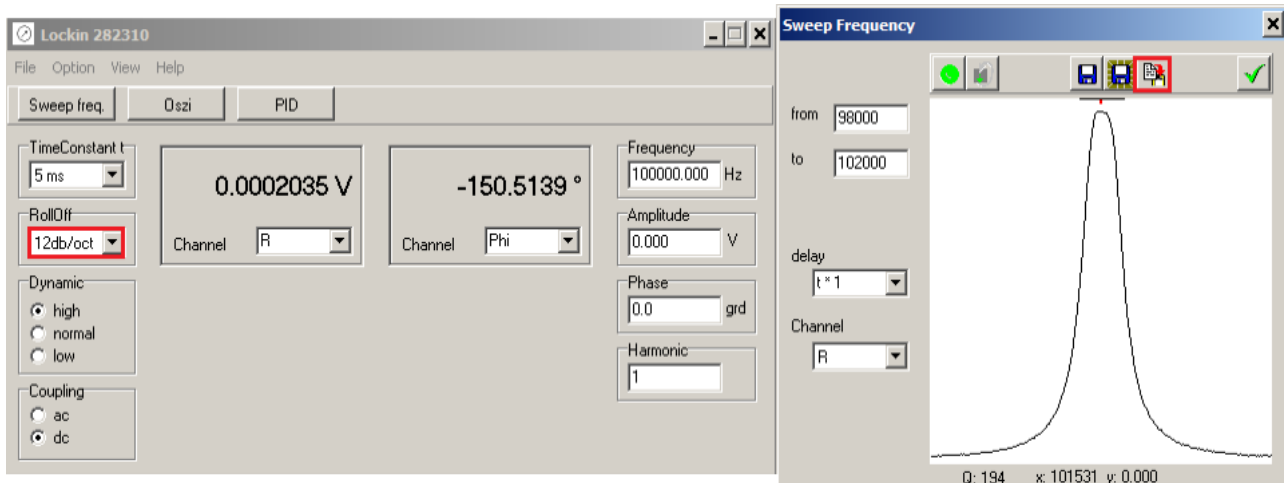 Lockin 282310
File Option View Help
Sweep freq. Oszi PID
TimeConstant t
5 ms
RollOff
12db/oct
Dynamic
high
normal
low
Coupling
ac
dc
0.0002035 V
Channel R
-150.5139 °
Channel Phi
Frequency
100000.000 Hz
Amplitude
0.000 V
Phase
0.0 grd
Harmonic
1
Sweep Frequency
from 98000
to 102000
delay
t * 1
Channel
R
Q: 194 x: 101531 y: 0.000